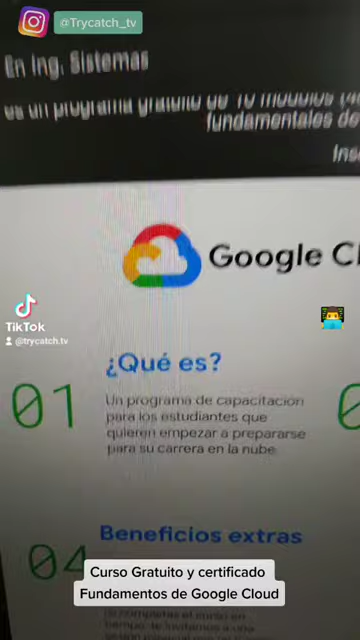 @Trycatch_tv
En Ing. Sistemas
es un programa gratuito de 10 módulos
fundamentales de
Google Cl
TikTok
@trycatch.tv
¿Qué es?
01
Un programa de capacitación
para los estudiantes que
quieren empezar a prepararse
para su carrera en la nube
Beneficios extras
04
Curso Gratuito y certificado
Fundamentos de Google Cloud